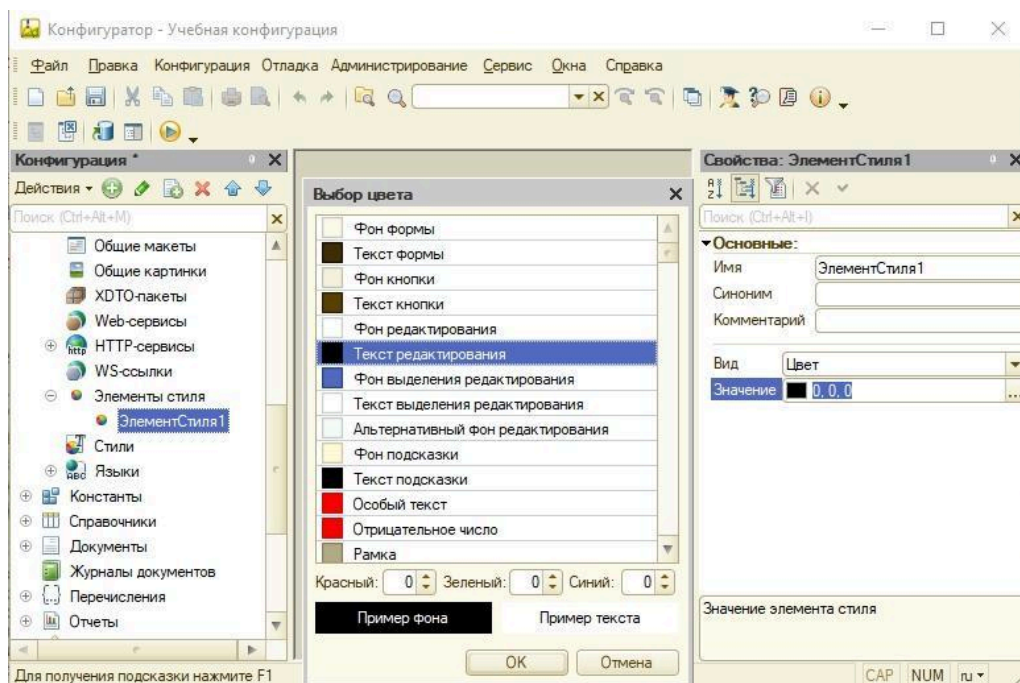 Конфигуратор - Учебная конфигурация
Файл Правка Конфигурация Отладка Администрирование Сервис Окна Справка
Конфигурация *
Действия
Поиск (Ctrl+Alt+M)
Общие макеты
Общие картинки
XDTO-пакеты
Web-сервисы
HTTP-сервисы
WS-ссылки
Элементы стиля
ЭлементСтиля1
Стили
Языки
Константы
Справочники
Документы
Журналы документов
Перечисления
Отчеты
Выбор цвета
Фон формы
Текст формы
Фон кнопки
Текст кнопки
Фон редактирования
Текст редактирования
Фон выделения редактирования
Текст выделения редактирования
Альтернативный фон редактирования
Фон подсказки
Текст подсказки
Особый текст
Отрицательное число
Рамка
Красный: 0 Зеленый: 0 Синий: 0
Пример фона Пример текста
OK Отмена
Свойства: ЭлементСтиля1
Поиск (Ctrl+Alt+I)
Основные:
Имя ЭлементСтиля1
Синоним
Комментарий
Вид Цвет
Значение 0, 0, 0
Значение элемента стиля
Для получения подсказки нажмите F1
CAP NUM ru